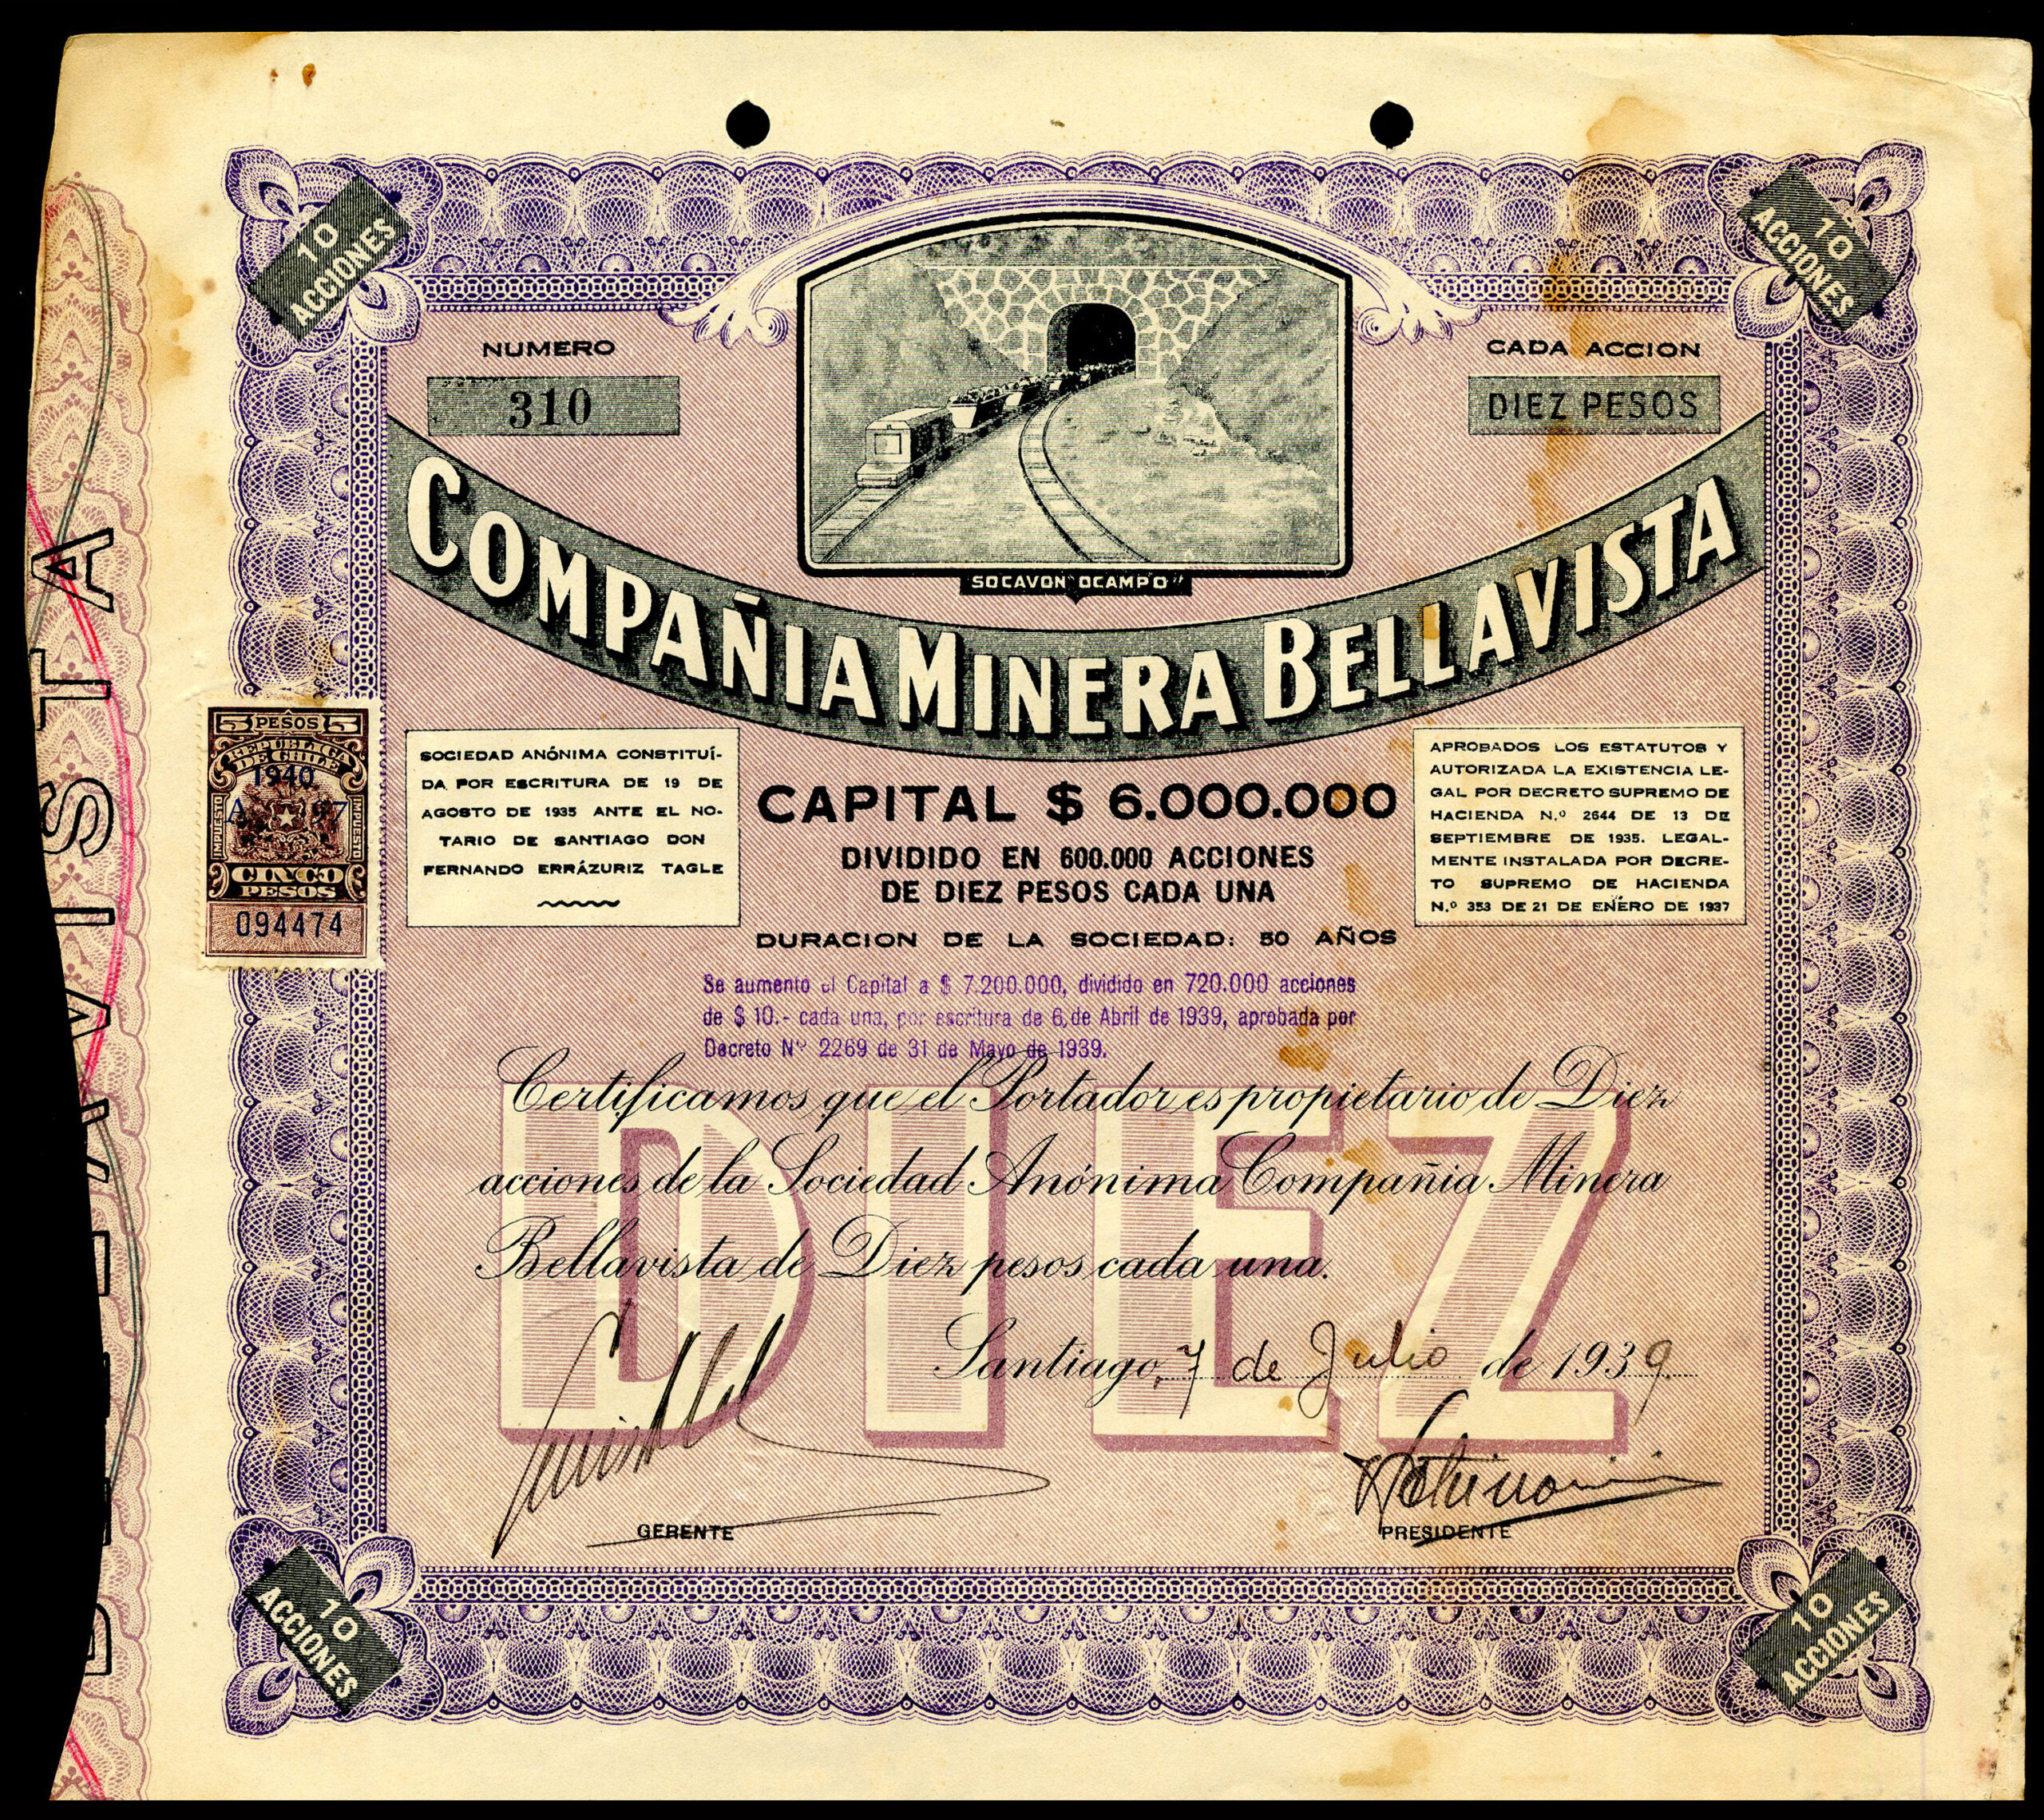 10
ACCIONES
10
ACCIONES
NUMERO
310
CADA ACCION
DIEZ PESOS
SOCAVON "OCAMPO"
COMPAÑIA MINERA BELLAVISTA
5 PESOS 5
REPUBLICA
DE CHILE
1940
IMPUESTO
IMPUESTO
CINCO
PESOS
094474
SOCIEDAD ANÓNIMA CONSTITUÍ-
DA POR ESCRITURA DE 19 DE
AGOSTO DE 1935 ANTE EL NO-
TARIO DE SANTIAGO DON
FERNANDO ERRÁZURIZ TAGLE
CAPITAL $ 6.000.000
DIVIDIDO EN 600.000 ACCIONES
DE DIEZ PESOS CADA UNA
DURACION DE LA SOCIEDAD: 50 AÑOS
APROBADOS LOS ESTATUTOS Y
AUTORIZADA LA EXISTENCIA LE-
GAL POR DECRETO SUPREMO DE
HACIENDA N.º 2644 DE 13 DE
SEPTIEMBRE DE 1935. LEGAL-
MENTE INSTALADA POR DECRE-
TO SUPREMO DE HACIENDA
N.º 353 DE 21 DE ENERO DE 1937
Se aumentó el Capital a $ 7.200.000, dividido en 720.000 acciones
de $ 10.- cada una, por escritura de 6 de Abril de 1939, aprobada por
Decreto Nº 2269 de 31 de Mayo de 1939.
Certificamos que el Portador es propietario de Diez
acciones de la Sociedad Anónima Compañia Minera
Bellavista de Diez pesos cada una.
DIEZ
Santiago, 7 de Julio de 1939
GERENTE
PRESIDENTE
10
ACCIONES
10
ACCIONES